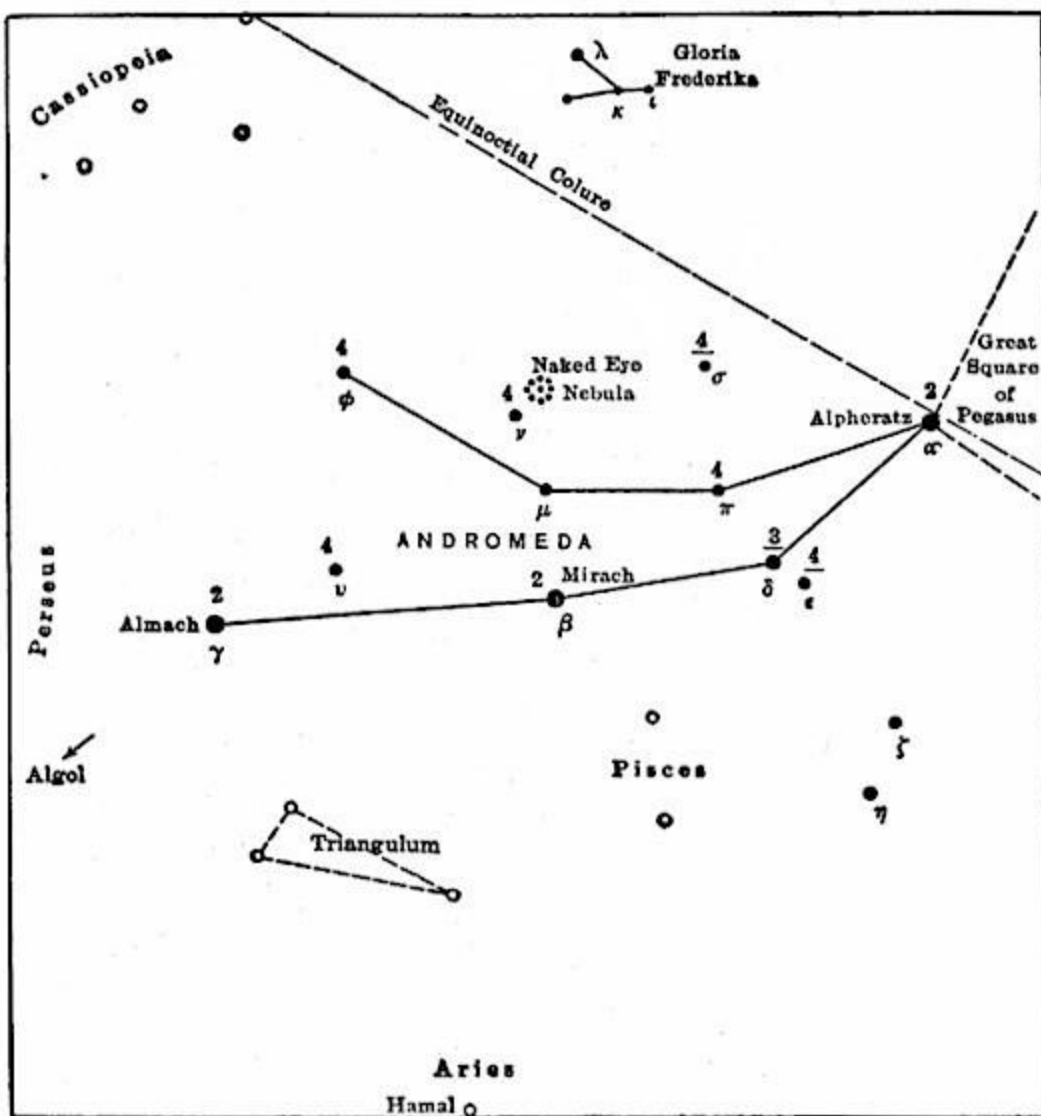 Cassiopeia
λ
Gloria
Frederika
κ
ι
Equinoctial Colure
4
φ
Naked Eye
Nebula
4
ν
4
σ
Great
Square
of
Pegasus
2
Alpheratz
α
μ
4
π
ANDROMEDA
4
υ
3
δ
4
ε
2
Mirach
β
2
Almach
γ
Perseus
Algol
Pisces
ζ
η
Triangulum
Aries
Hamal